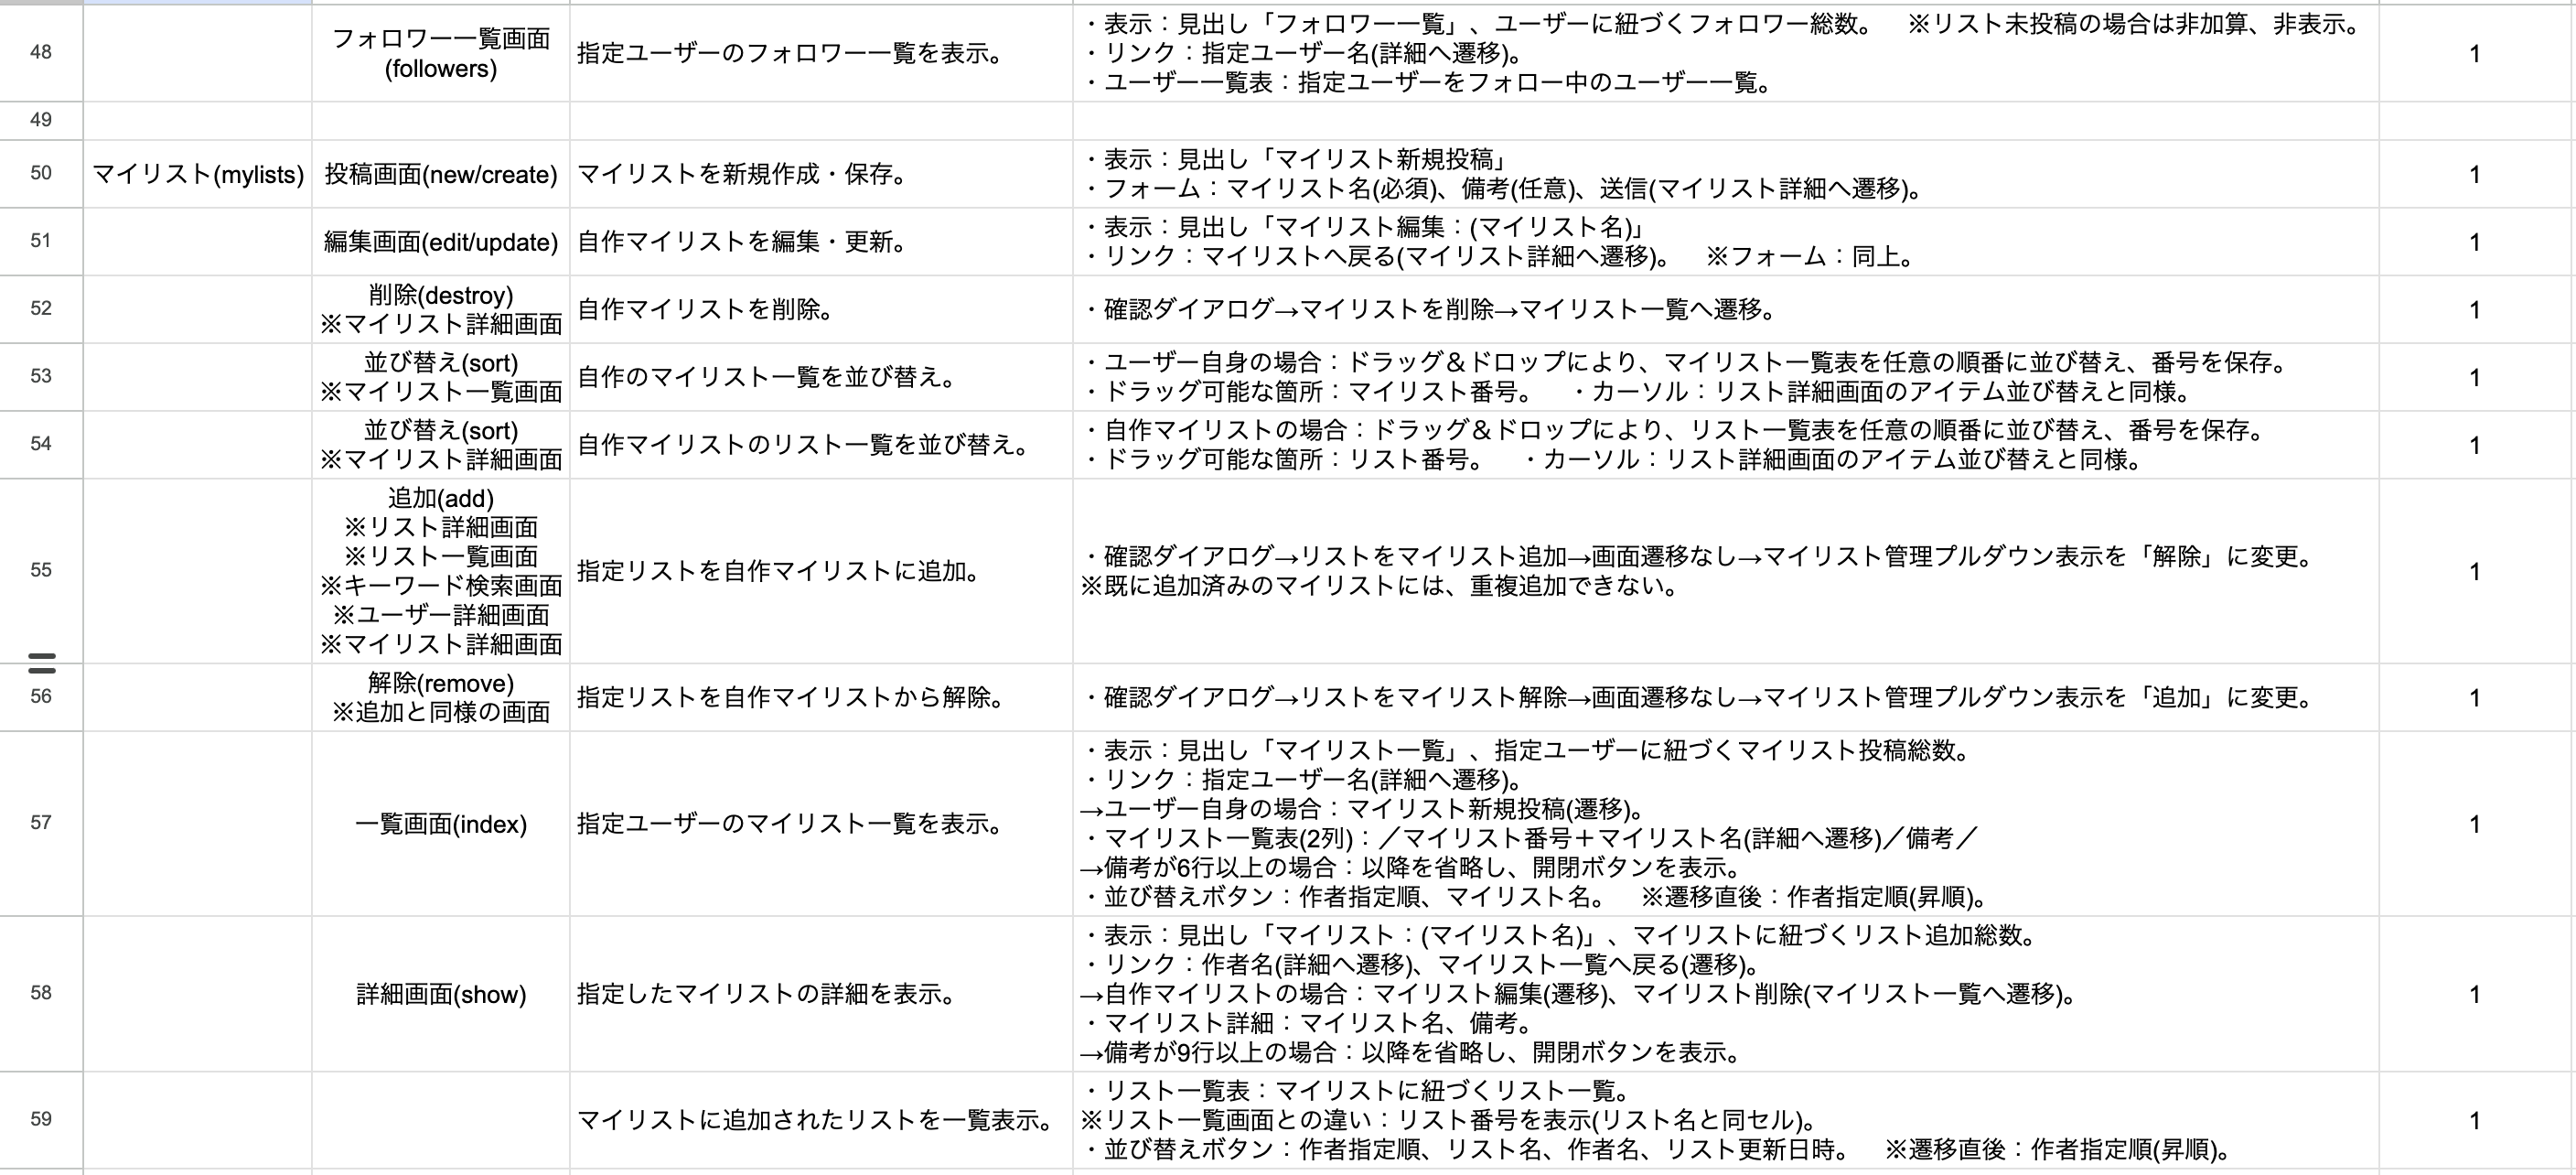 48
フォロワー一覧画面
(followers)
指定ユーザーのフォロワー一覧を表示。
・表示：見出し「フォロワー一覧」、ユーザーに紐づくフォロワー総数。　※リスト未投稿の場合は非加算、非表示。
・リンク：指定ユーザー名(詳細へ遷移)。
・ユーザー一覧表：指定ユーザーをフォロー中のユーザー一覧。
1
49
50
マイリスト(mylists)
投稿画面(new/create)
マイリストを新規作成・保存。
・表示：見出し「マイリスト新規投稿」
・フォーム：マイリスト名(必須)、備考(任意)、送信(マイリスト詳細へ遷移)。
1
51
編集画面(edit/update)
自作マイリストを編集・更新。
・表示：見出し「マイリスト編集：(マイリスト名)」
・リンク：マイリストへ戻る(マイリスト詳細へ遷移)。　※フォーム：同上。
1
52
削除(destroy)
※マイリスト詳細画面
自作マイリストを削除。
・確認ダイアログ→マイリストを削除→マイリスト一覧へ遷移。
1
53
並び替え(sort)
※マイリスト一覧画面
自作のマイリスト一覧を並び替え。
・ユーザー自身の場合：ドラッグ＆ドロップにより、マイリスト一覧表を任意の順番に並び替え、番号を保存。
・ドラッグ可能な箇所：マイリスト番号。　・カーソル：リスト詳細画面のアイテム並び替えと同様。
1
54
並び替え(sort)
※マイリスト詳細画面
自作マイリストのリスト一覧を並び替え。
・自作マイリストの場合：ドラッグ＆ドロップにより、リスト一覧表を任意の順番に並び替え、番号を保存。
・ドラッグ可能な箇所：リスト番号。　・カーソル：リスト詳細画面のアイテム並び替えと同様。
1
55
追加(add)
※リスト詳細画面
※リスト一覧画面
※キーワード検索画面
※ユーザー詳細画面
※マイリスト詳細画面
指定リストを自作マイリストに追加。
・確認ダイアログ→リストをマイリスト追加→画面遷移なし→マイリスト管理プルダウン表示を「解除」に変更。
※既に追加済みのマイリストには、重複追加できない。
1
56
解除(remove)
※追加と同様の画面
指定リストを自作マイリストから解除。
・確認ダイアログ→リストをマイリスト解除→画面遷移なし→マイリスト管理プルダウン表示を「追加」に変更。
1
57
一覧画面(index)
指定ユーザーのマイリスト一覧を表示。
・表示：見出し「マイリスト一覧」、指定ユーザーに紐づくマイリスト投稿総数。
・リンク：指定ユーザー名(詳細へ遷移)。
→ユーザー自身の場合：マイリスト新規投稿(遷移)。
・マイリスト一覧表(2列)：／マイリスト番号＋マイリスト名(詳細へ遷移)／備考／
→備考が6行以上の場合：以降を省略し、開閉ボタンを表示。
・並び替えボタン：作者指定順、マイリスト名。　※遷移直後：作者指定順(昇順)。
1
58
詳細画面(show)
指定したマイリストの詳細を表示。
・表示：見出し「マイリスト：(マイリスト名)」、マイリストに紐づくリスト追加総数。
・リンク：作者名(詳細へ遷移)、マイリスト一覧へ戻る(遷移)。
→自作マイリストの場合：マイリスト編集(遷移)、マイリスト削除(マイリスト一覧へ遷移)。
・マイリスト詳細：マイリスト名、備考。
→備考が9行以上の場合：以降を省略し、開閉ボタンを表示。
1
59
マイリストに追加されたリストを一覧表示。
・リスト一覧表：マイリストに紐づくリスト一覧。
※リスト一覧画面との違い：リスト番号を表示(リスト名と同セル)。
・並び替えボタン：作者指定順、リスト名、作者名、リスト更新日時。　※遷移直後：作者指定順(昇順)。
1